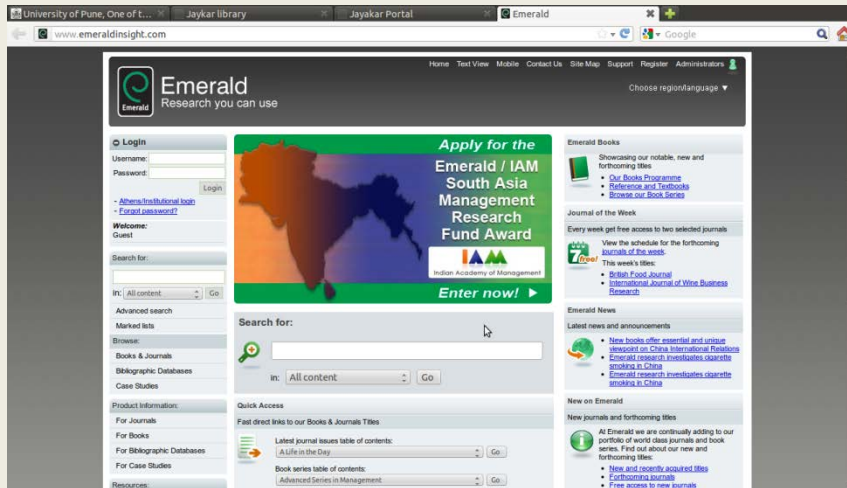 University of Pune, One of t...
Jaykar library
Jayakar Portal
Emerald
www.emeraldinsight.com
Google
Home Text View Mobile Contact Us Site Map Support Register Administrators
Choose region/language ▼
Emerald
Emerald
Research you can use
Login
Username:
Password:
Login
- Athens/Institutional login
- Forgot password?
Welcome:
Guest
Search for:
in: All content Go
Advanced search
Marked lists
Browse:
Books & Journals
Bibliographic Databases
Case Studies
Product Information:
For Journals
For Books
For Bibliographic Databases
For Case Studies
Resources:
Apply for the
Emerald / IAM
South Asia
Management
Research
Fund Award
IAM
Indian Academy of Management
Enter now!
Search for:
in: All content Go
Quick Access
Fast direct links to our Books & Journals Titles
Latest journal issues table of contents:
A Life in the Day Go
Book series table of contents:
Advanced Series in Management Go
Emerald Books
Showcasing our notable, new and
forthcoming titles
• Our Books Programme
• Reference and Textbooks
• Browse our Book Series
Journal of the Week
Every week get free access to two selected journals
7 free!
View the schedule for the forthcoming
journals of the week.
This week's titles:
• British Food Journal
• International Journal of Wine Business
Research
Emerald News
Latest news and announcements
• New books offer essential and unique
viewpoint on China International Relations
• Emerald research investigates cigarette
smoking in China
• Emerald research investigates cigarette
smoking in China
New on Emerald
New journals and forthcoming titles
At Emerald we are continually adding to our
portfolio of world class journals and book
series. Find out about our new and
forthcoming titles:
• New and recently acquired titles
• Forthcoming journals
• Free access to new journals